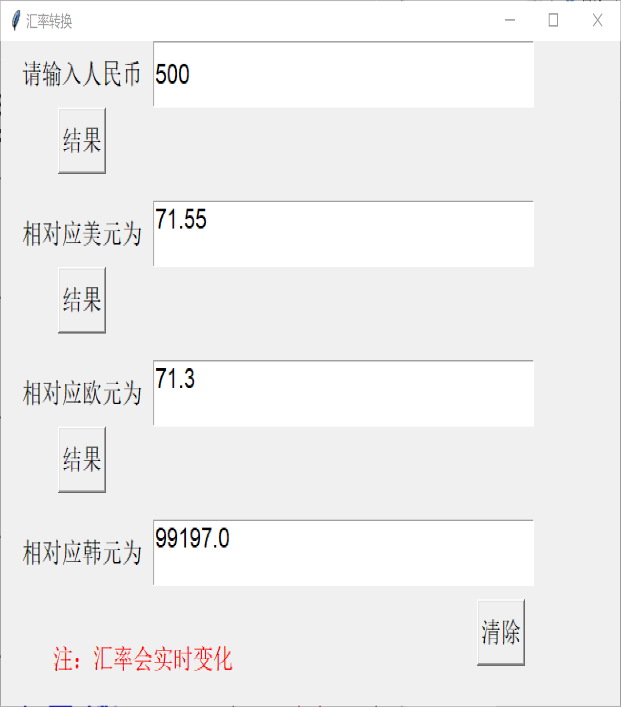 汇率转换
请输入人民币 500
结果
相对应美元为 71.55
结果
相对应欧元为 71.3
结果
相对应韩元为 99197.0
清除
注：汇率会实时变化